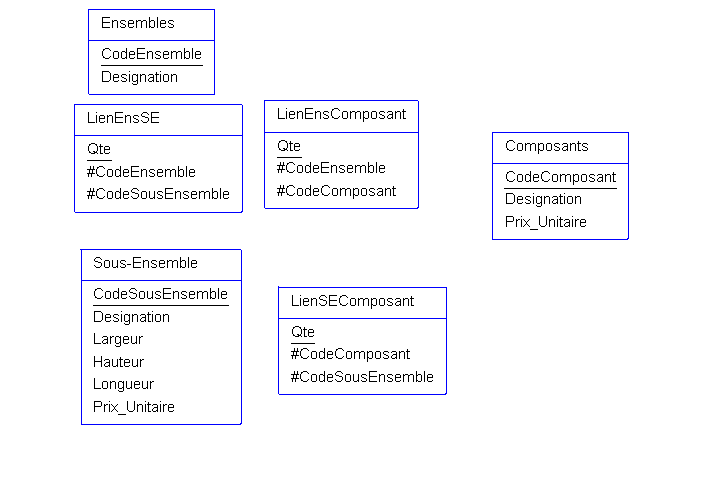 Ensembles
CodeEnsemble
Designation
LienEnsSE
Qte
#CodeEnsemble
#CodeSousEnsemble
LienEnsComposant
Qte
#CodeEnsemble
#CodeComposant
Composants
CodeComposant
Designation
Prix_Unitaire
Sous-Ensemble
CodeSousEnsemble
Designation
Largeur
Hauteur
Longueur
Prix_Unitaire
LienSEComposant
Qte
#CodeComposant
#CodeSousEnsemble